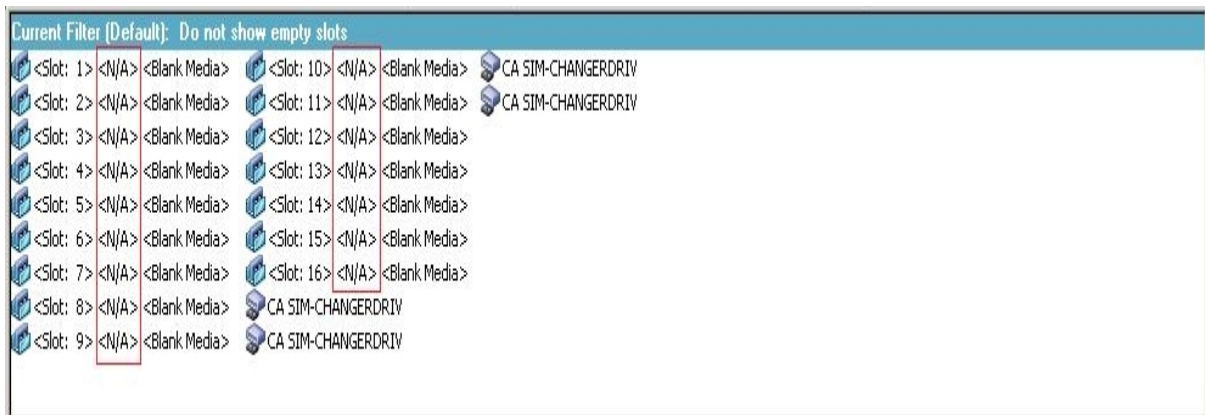 Current Filter (Default): Do not show empty slots
<Slot: 1> <N/A> <Blank Media> <Slot: 10> <N/A> <Blank Media> CA SIM-CHANGERDRIV
<Slot: 2> <N/A> <Blank Media> <Slot: 11> <N/A> <Blank Media> CA SIM-CHANGERDRIV
<Slot: 3> <N/A> <Blank Media> <Slot: 12> <N/A> <Blank Media>
<Slot: 4> <N/A> <Blank Media> <Slot: 13> <N/A> <Blank Media>
<Slot: 5> <N/A> <Blank Media> <Slot: 14> <N/A> <Blank Media>
<Slot: 6> <N/A> <Blank Media> <Slot: 15> <N/A> <Blank Media>
<Slot: 7> <N/A> <Blank Media> <Slot: 16> <N/A> <Blank Media>
<Slot: 8> <N/A> <Blank Media> CA SIM-CHANGERDRIV
<Slot: 9> <N/A> <Blank Media> CA SIM-CHANGERDRIV